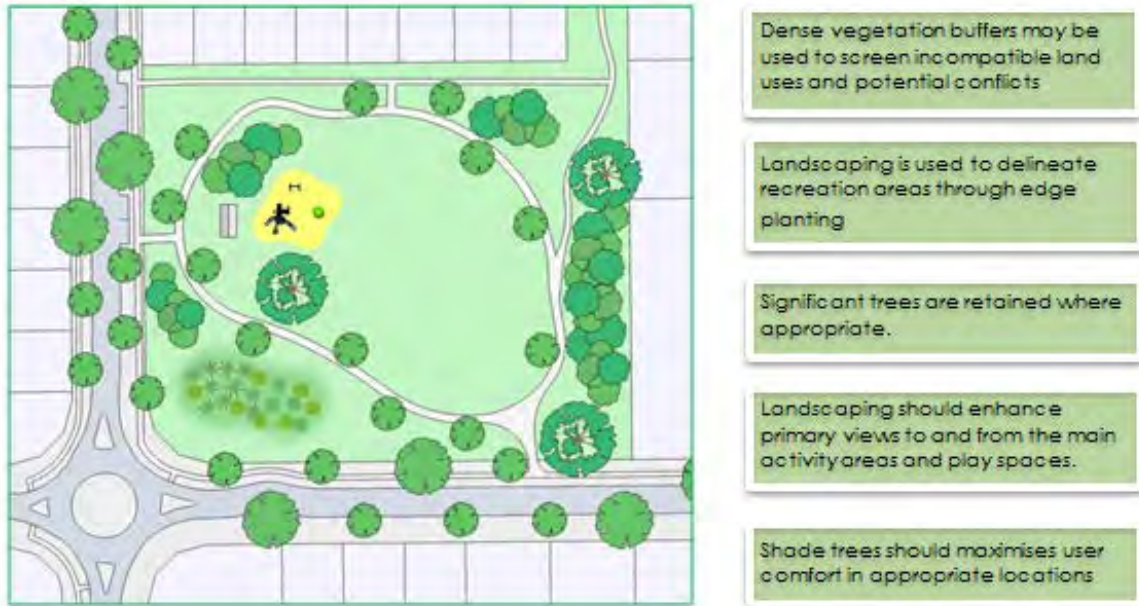 Dense vegetation buffers may be
used to screen incompatible land
uses and potential conflicts
Landscaping is used to delineate
recreation areas through edge
planting
Significant trees are retained where
appropriate.
Landscaping should enhance
primary views to and from the main
activity areas and play spaces.
Shade trees should maximises user
comfort in appropriate locations